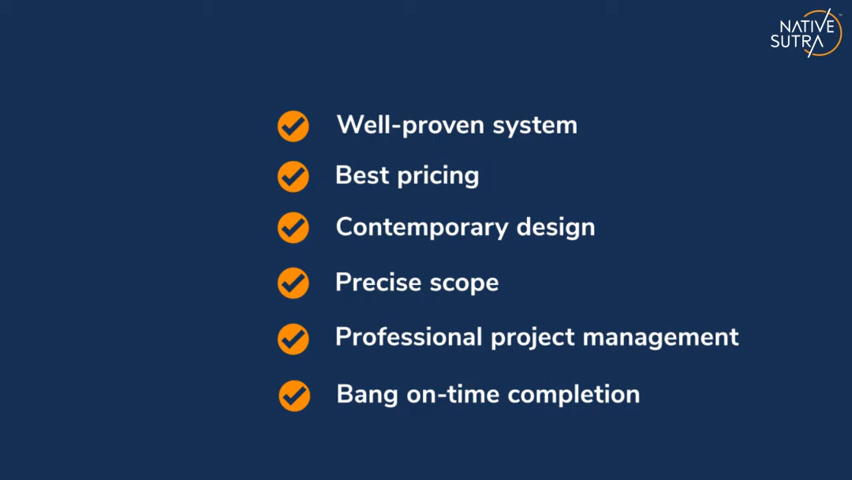 NATIVE
SUTRA
Well-proven system
Best pricing
Contemporary design
Precise scope
Professional project management
Bang on-time completion